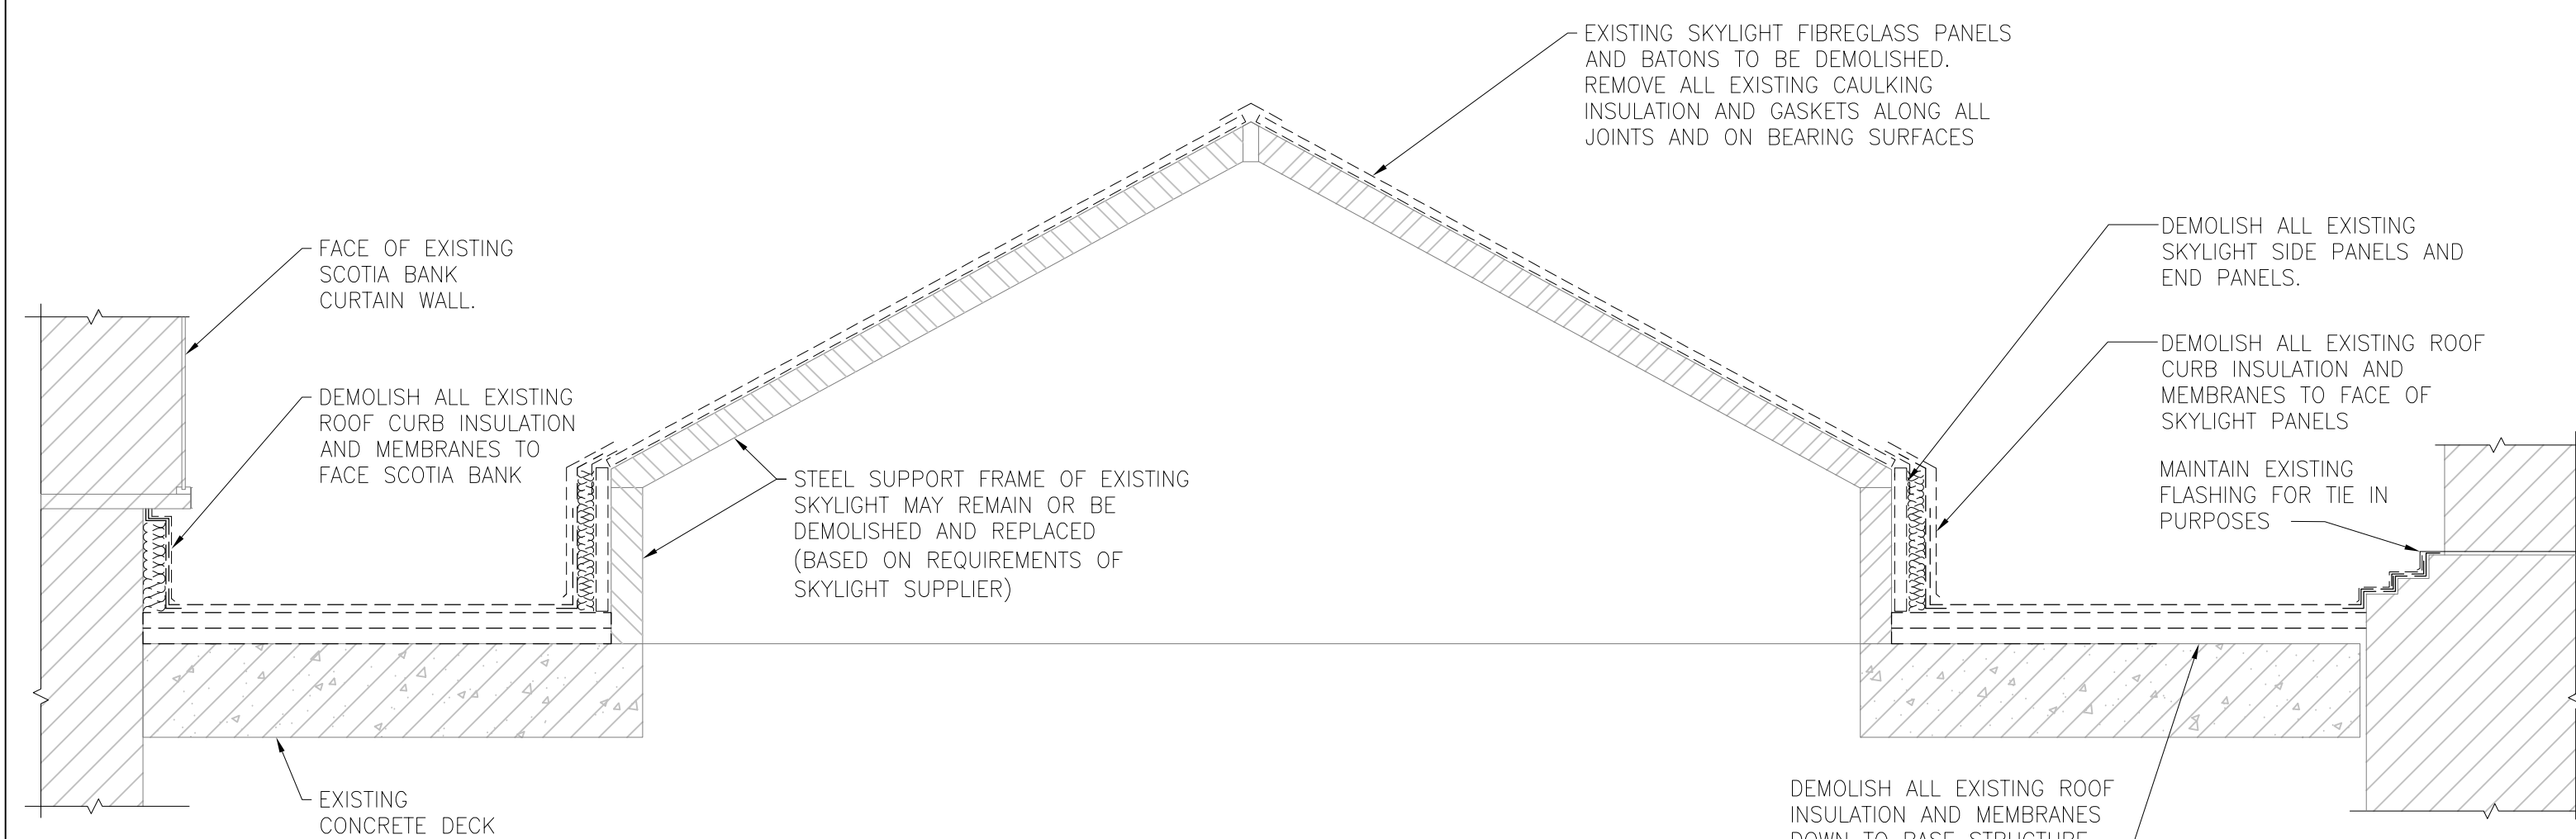 EXISTING SKYLIGHT FIBREGLASS PANELS
AND BATONS TO BE DEMOLISHED.
REMOVE ALL EXISTING CAULKING
INSULATION AND GASKETS ALONG ALL
JOINTS AND ON BEARING SURFACES
FACE OF EXISTING
SCOTIA BANK
CURTAIN WALL.
DEMOLISH ALL EXISTING
SKYLIGHT SIDE PANELS AND
END PANELS.
DEMOLISH ALL EXISTING ROOF
CURB INSULATION AND
MEMBRANES TO FACE OF
SKYLIGHT PANELS
DEMOLISH ALL EXISTING
ROOF CURB INSULATION
AND MEMBRANES TO
FACE SCOTIA BANK
STEEL SUPPORT FRAME OF EXISTING
SKYLIGHT MAY REMAIN OR BE
DEMOLISHED AND REPLACED
(BASED ON REQUIREMENTS OF
SKYLIGHT SUPPLIER)
MAINTAIN EXISTING
FLASHING FOR TIE IN
PURPOSES
EXISTING
CONCRETE DECK
DEMOLISH ALL EXISTING ROOF
INSULATION AND MEMBRANES
DOWN TO BASE STRUCTURE